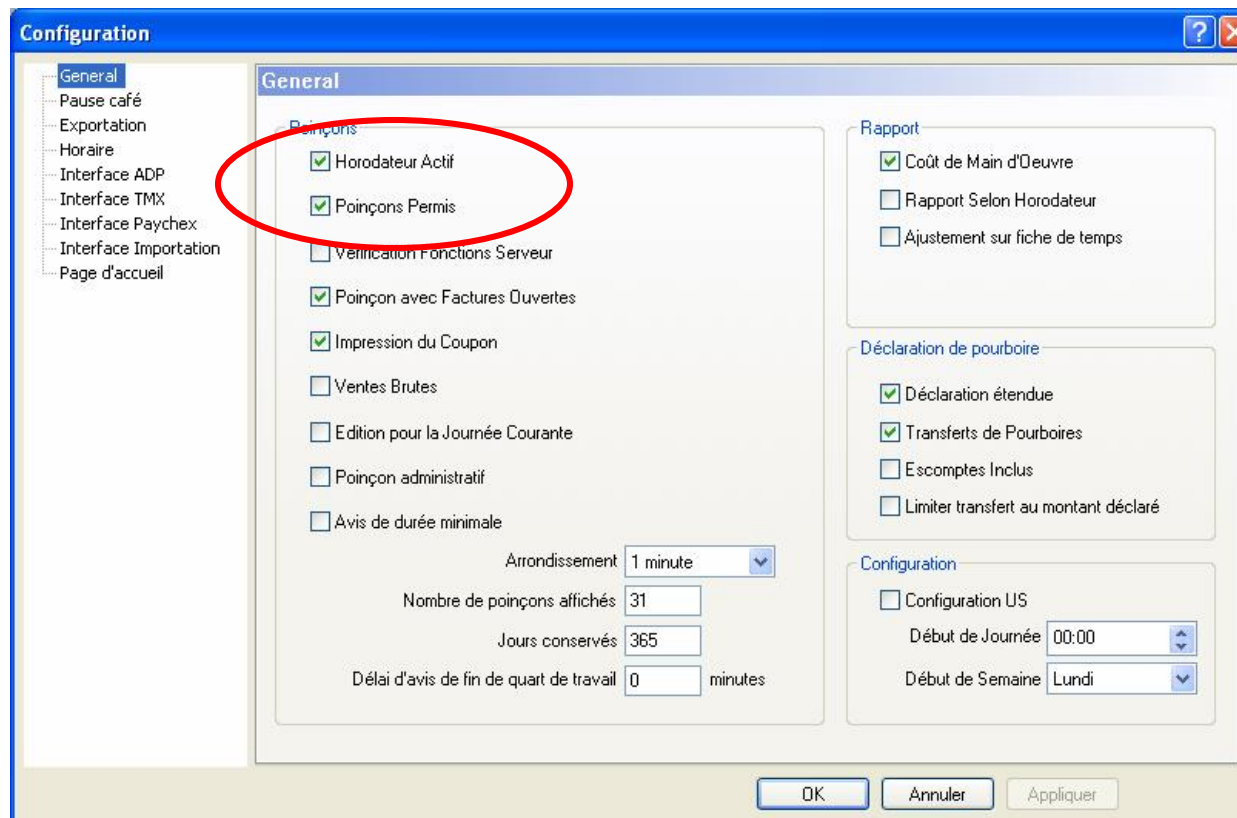 Configuration
General
Pause café
Exportation
Horaire
Interface ADP
Interface TMX
Interface Paychex
Interface Importation
Page d'accueil
General
Poinçons
Horodateur Actif
Poinçons Permis
Vérification Fonctions Serveur
Poinçon avec Factures Ouvertes
Impression du Coupon
Ventes Brutes
Edition pour la Journée Courante
Poinçon administratif
Avis de durée minimale
Arrondissement 1 minute
Nombre de poinçons affichés 31
Jours conservés 365
Délai d'avis de fin de quart de travail 0 minutes
Rapport
Coût de Main d'Oeuvre
Rapport Selon Horodateur
Ajustement sur fiche de temps
Déclaration de pourboire
Déclaration étendue
Transferts de Pourboires
Escomptes Inclus
Limiter transfert au montant déclaré
Configuration
Configuration US
Début de Journée 00:00
Début de Semaine Lundi
OK Annuler Appliquer